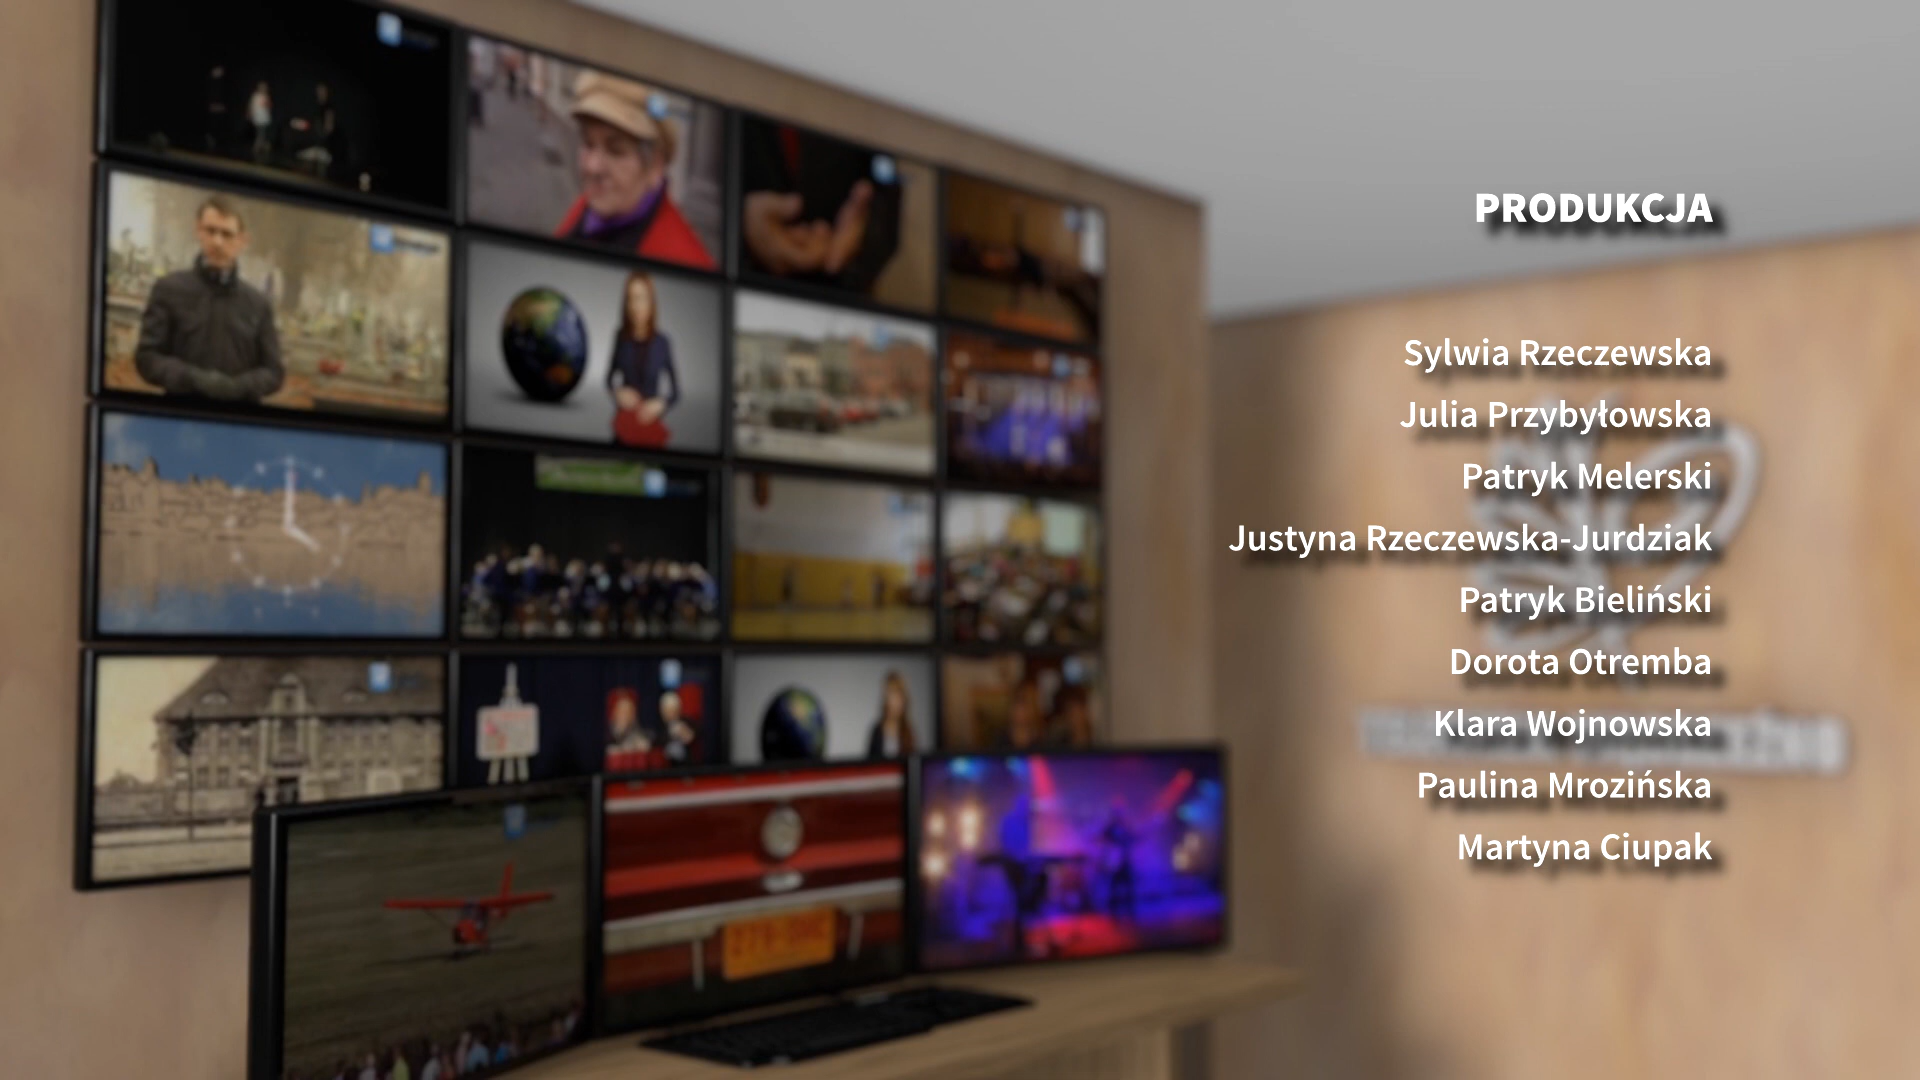 PRODUKCJA
Sylwia Rzeczewska
Julia Przybyłowska
Patryk Melerski
Justyna Rzeczewska-Jurdziak
Patryk Bieliński
Dorota Otremba
Klara Wojnowska
Paulina Mrozińska
Martyna Ciupak